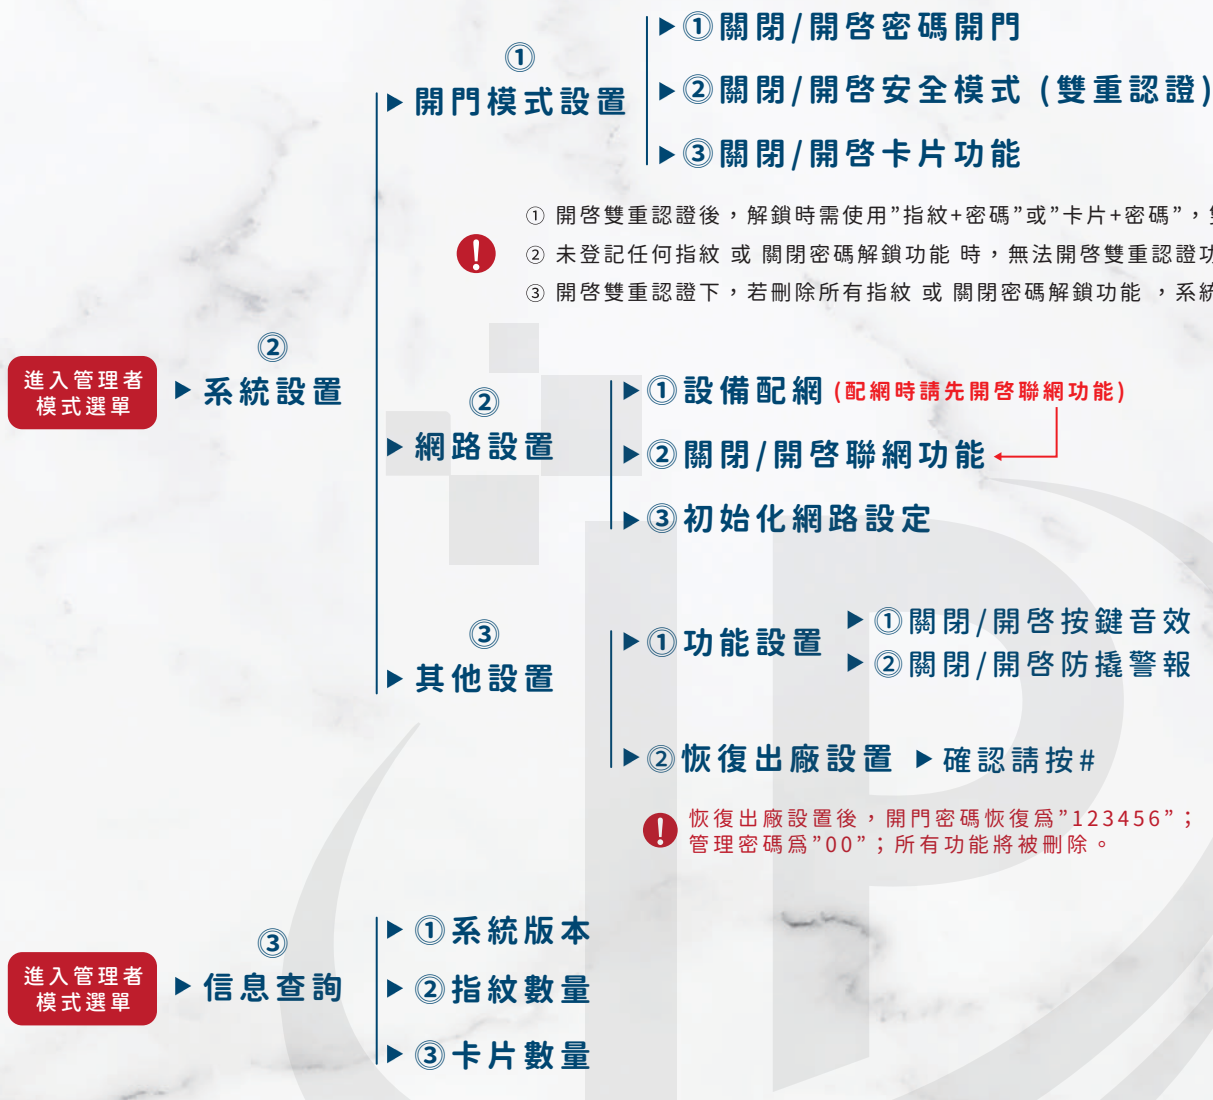 ①
▶開門模式設置
▶①關閉/開啓密碼開門
▶②關閉/開啓安全模式 (雙重認證)
▶③關閉/開啓卡片功能
① 開啓雙重認證後，解鎖時需使用”指紋+密碼”或”卡片+密碼”，
② 未登記任何指紋 或 關閉密碼解鎖功能 時，無法開啓雙重認證
③ 開啓雙重認證下，若刪除所有指紋 或 關閉密碼解鎖功能 ，系
進入管理者
模式選單
②
▶系統設置
②
▶網路設置
▶①設備配網 (配網時請先開啓聯網功能)
▶②關閉/開啓聯網功能
▶③初始化網路設定
③
▶其他設置
▶①功能設置
▶①關閉/開啓按鍵音效
▶②關閉/開啓防撬警報
▶②恢復出廠設置 ▶確認請按#
恢復出廠設置後，開門密碼恢復爲”123456”；
管理密碼爲”00”；所有功能將被刪除。
進入管理者
模式選單
③
▶信息查詢
▶①系統版本
▶②指紋數量
▶③卡片數量